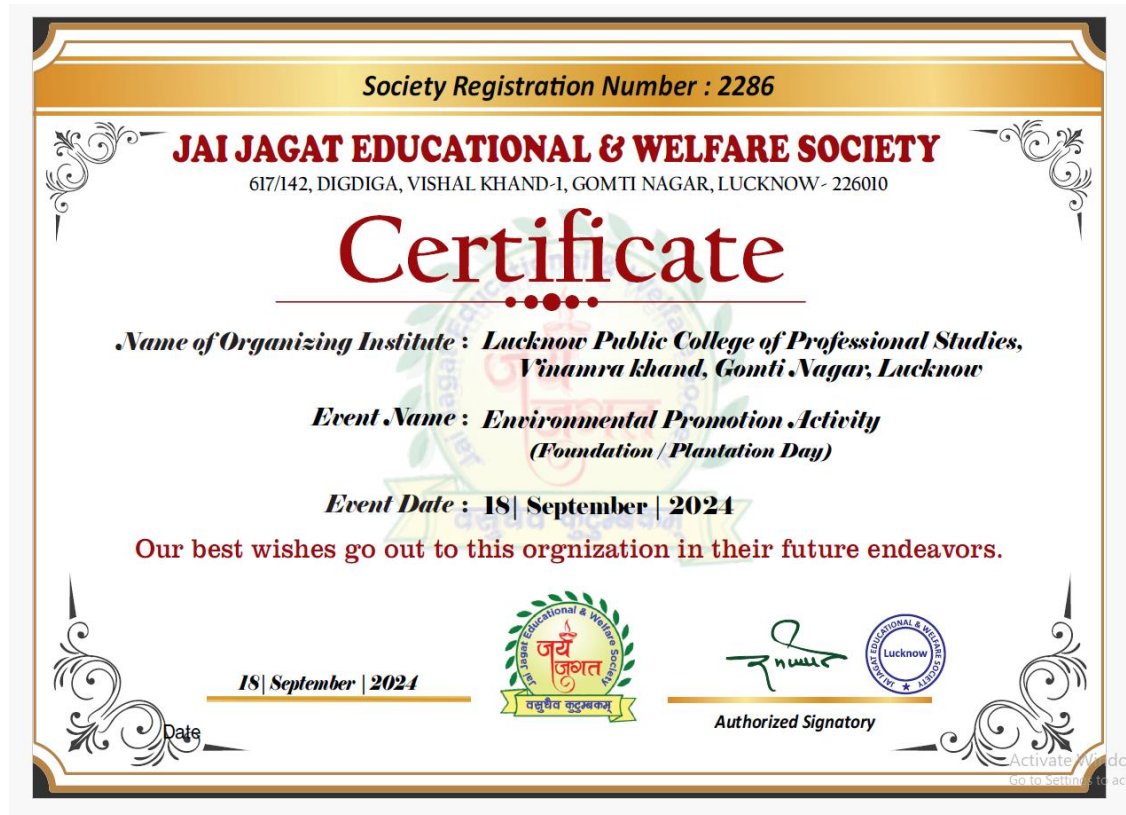 Society Registration Number : 2286
JAI JAGAT EDUCATIONAL & WELFARE SOCIETY
617/142, DIGDIGA, VISHAL KHAND-1, GOMTI NAGAR, LUCKNOW- 226010
Certificate
Name of Organizing Institute : Lucknow Public College of Professional Studies,
Vinamra khand, Gomti Nagar, Lucknow
Event Name : Environmental Promotion Activity
(Foundation / Plantation Day)
Event Date : 18| September | 2024
Our best wishes go out to this orgnization in their future endeavors.
Jai Jagat Educational & Welfare Society
जय
जगत
वसुधैव कुटुम्बकम्
JAI JAGAT EDUCATIONAL & WELFARE SOCIETY
Lucknow
18| September | 2024
Date
Authorized Signatory
Activate Windo
Go to Settings to ac